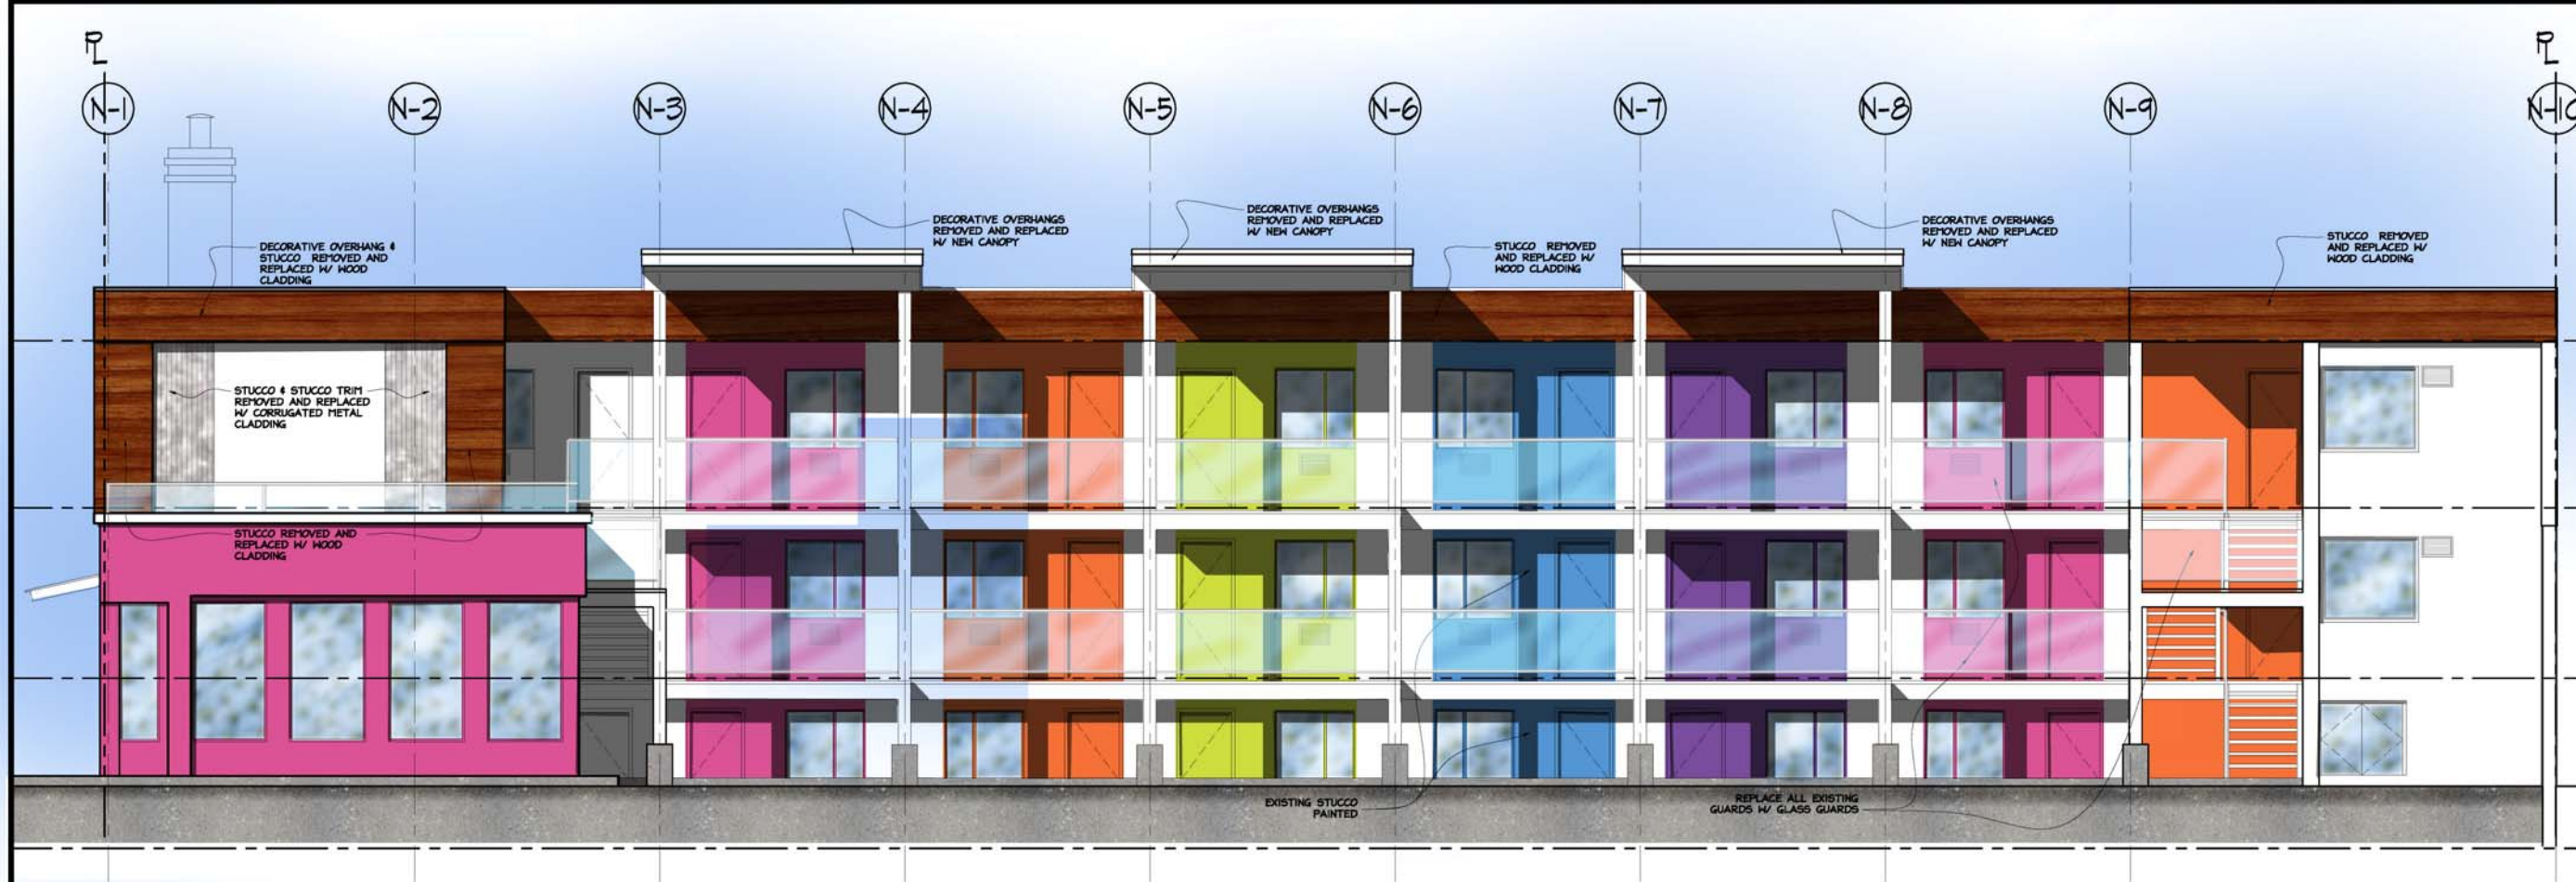 PL
PL
N-1
N-2
N-3
N-4
N-5
N-6
N-7
N-8
N-9
N-10
DECORATIVE OVERHANG &
STUCCO REMOVED AND
REPLACED W/ WOOD
CLADDING
DECORATIVE OVERHANGS
REMOVED AND REPLACED
W/ NEW CANOPY
DECORATIVE OVERHANGS
REMOVED AND REPLACED
W/ NEW CANOPY
STUCCO REMOVED
AND REPLACED W/
WOOD CLADDING
DECORATIVE OVERHANGS
REMOVED AND REPLACED
W/ NEW CANOPY
STUCCO REMOVED
AND REPLACED W/
WOOD CLADDING
STUCCO & STUCCO TRIM
REMOVED AND REPLACED
W/ CORRUGATED METAL
CLADDING
STUCCO REMOVED AND
REPLACED W/ WOOD
CLADDING
EXISTING STUCCO
PAINTED
REPLACE ALL EXISTING
GUARDS W/ GLASS GUARDS